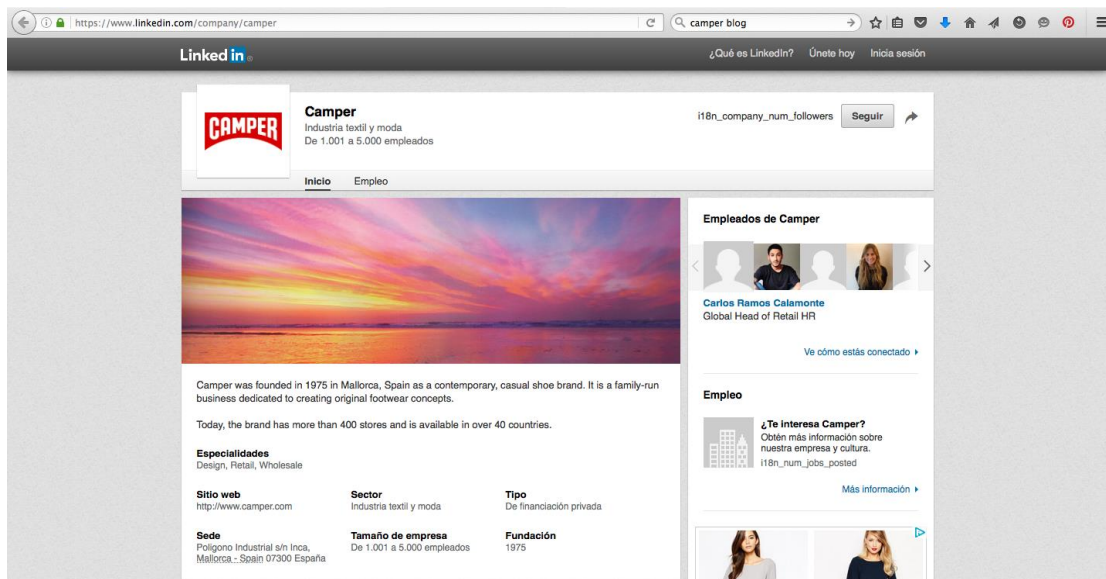 https://www.linkedin.com/company/camper
camper blog
Linked in
¿Qué es LinkedIn? Únete hoy Inicia sesión
CAMPER
Camper
Industria textil y moda
De 1.001 a 5.000 empleados
i18n_company_num_followers Seguir
Inicio Empleo
Camper was founded in 1975 in Mallorca, Spain as a contemporary, casual shoe brand. It is a family-run
business dedicated to creating original footwear concepts.
Today, the brand has more than 400 stores and is available in over 40 countries.
Especialidades
Design, Retail, Wholesale
Sitio web
http://www.camper.com
Sector
Industria textil y moda
Tipo
De financiación privada
Sede
Poligono Industrial s/n Inca,
Mallorca - Spain 07300 España
Tamaño de empresa
De 1.001 a 5.000 empleados
Fundación
1975
Empleados de Camper
Carlos Ramos Calamonte
Global Head of Retail HR
Ve cómo estás conectado
Empleo
¿Te interesa Camper?
Obtén más información sobre
nuestra empresa y cultura.
i18n_num_jobs_posted
Más información